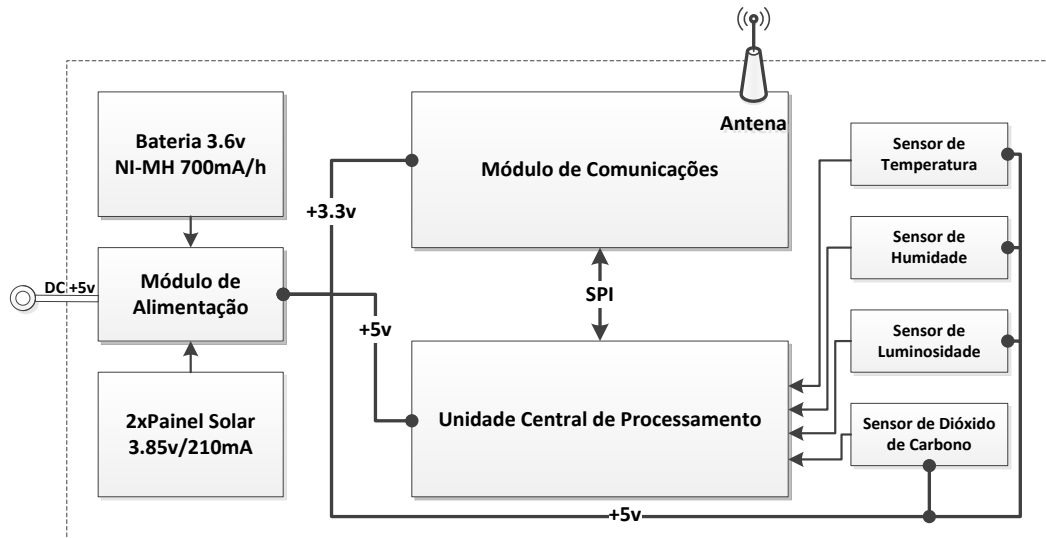 Antena
Bateria 3.6v
NI-MH 700mA/h
Módulo de Comunicações
Sensor de
Temperatura
+3.3v
Sensor de
Humidade
DC +5v
Módulo de
Alimentação
SPI
+5v
Sensor de
Luminosidade
2xPainel Solar
3.85v/210mA
Unidade Central de Processamento
Sensor de Dióxido
de Carbono
+5v